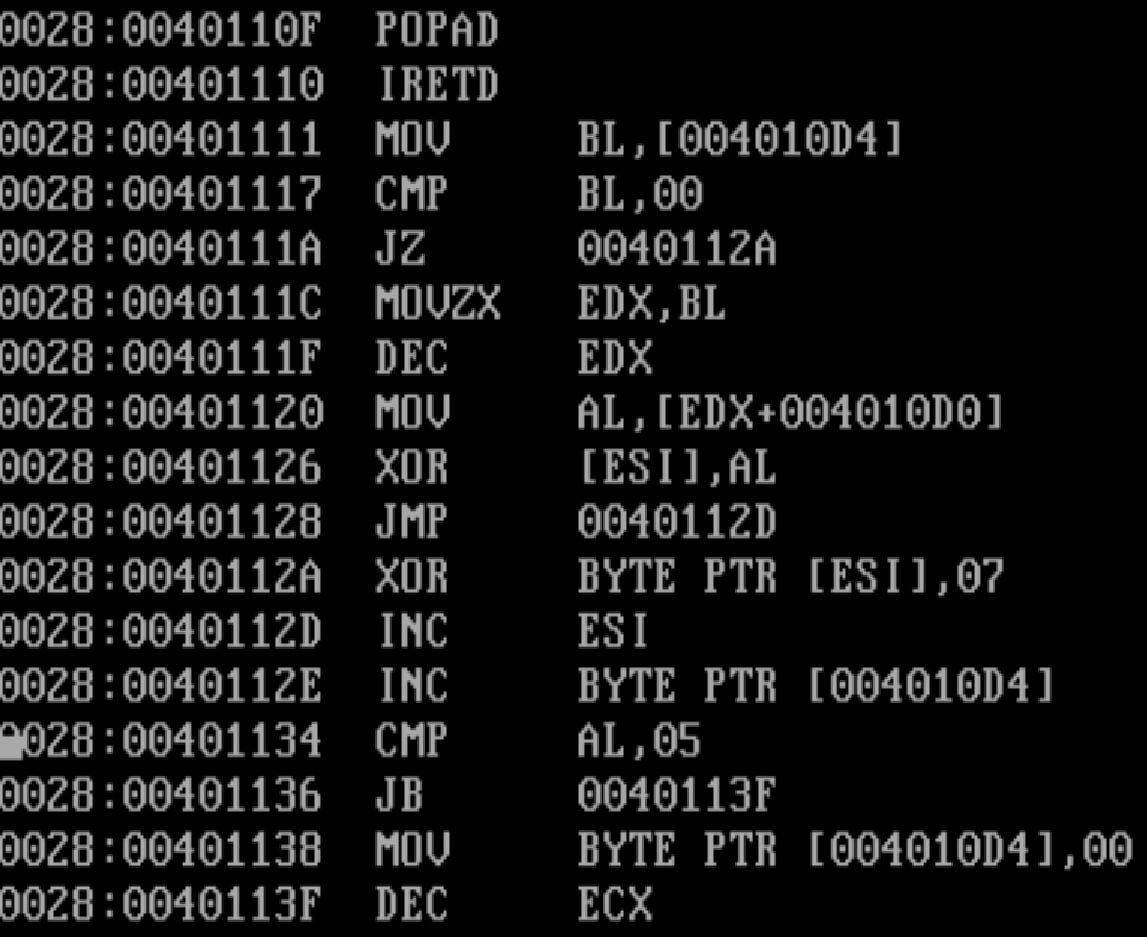 0028:0040110F POPAD
0028:00401110 IRETD
0028:00401111 MOV BL,[004010D4]
0028:00401117 CMP BL,00
0028:0040111A JZ 0040112A
0028:0040111C MOVZX EDX,BL
0028:0040111F DEC EDX
0028:00401120 MOV AL,[EDX+004010D0]
0028:00401126 XOR [ESI],AL
0028:00401128 JMP 0040112D
0028:0040112A XOR BYTE PTR [ESI],07
0028:0040112D INC ESI
0028:0040112E INC BYTE PTR [004010D4]
0028:00401134 CMP AL,05
0028:00401136 JB 0040113F
0028:00401138 MOV BYTE PTR [004010D4],00
0028:0040113F DEC ECX